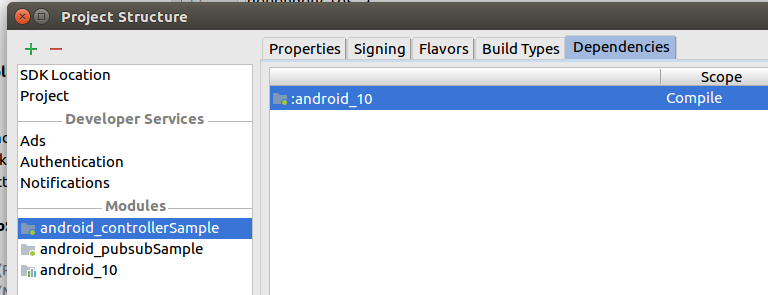 Project Structure
Properties Signing Flavors Build Types Dependencies
SDK Location
Project
Developer Services
Ads
Authentication
Notifications
Modules
android_controllerSample
android_pubsubSample
android_10
Scope
:android_10 Compile